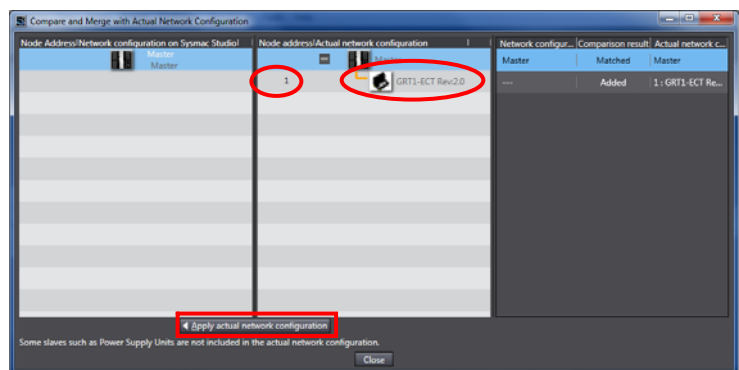 Compare and Merge with Actual Network Configuration
Node Address|Network configuration on Sysmac Studio|
Node address|Actual network configuration
Network configur... Comparison result Actual network c...
Master
Master
Master
Master Matched Master
1 GRT1-ECT Rev:2.0
--- Added 1 : GRT1-ECT Re...
Apply actual network configuration
Some slaves such as Power Supply Units are not included in the actual network configuration.
Close